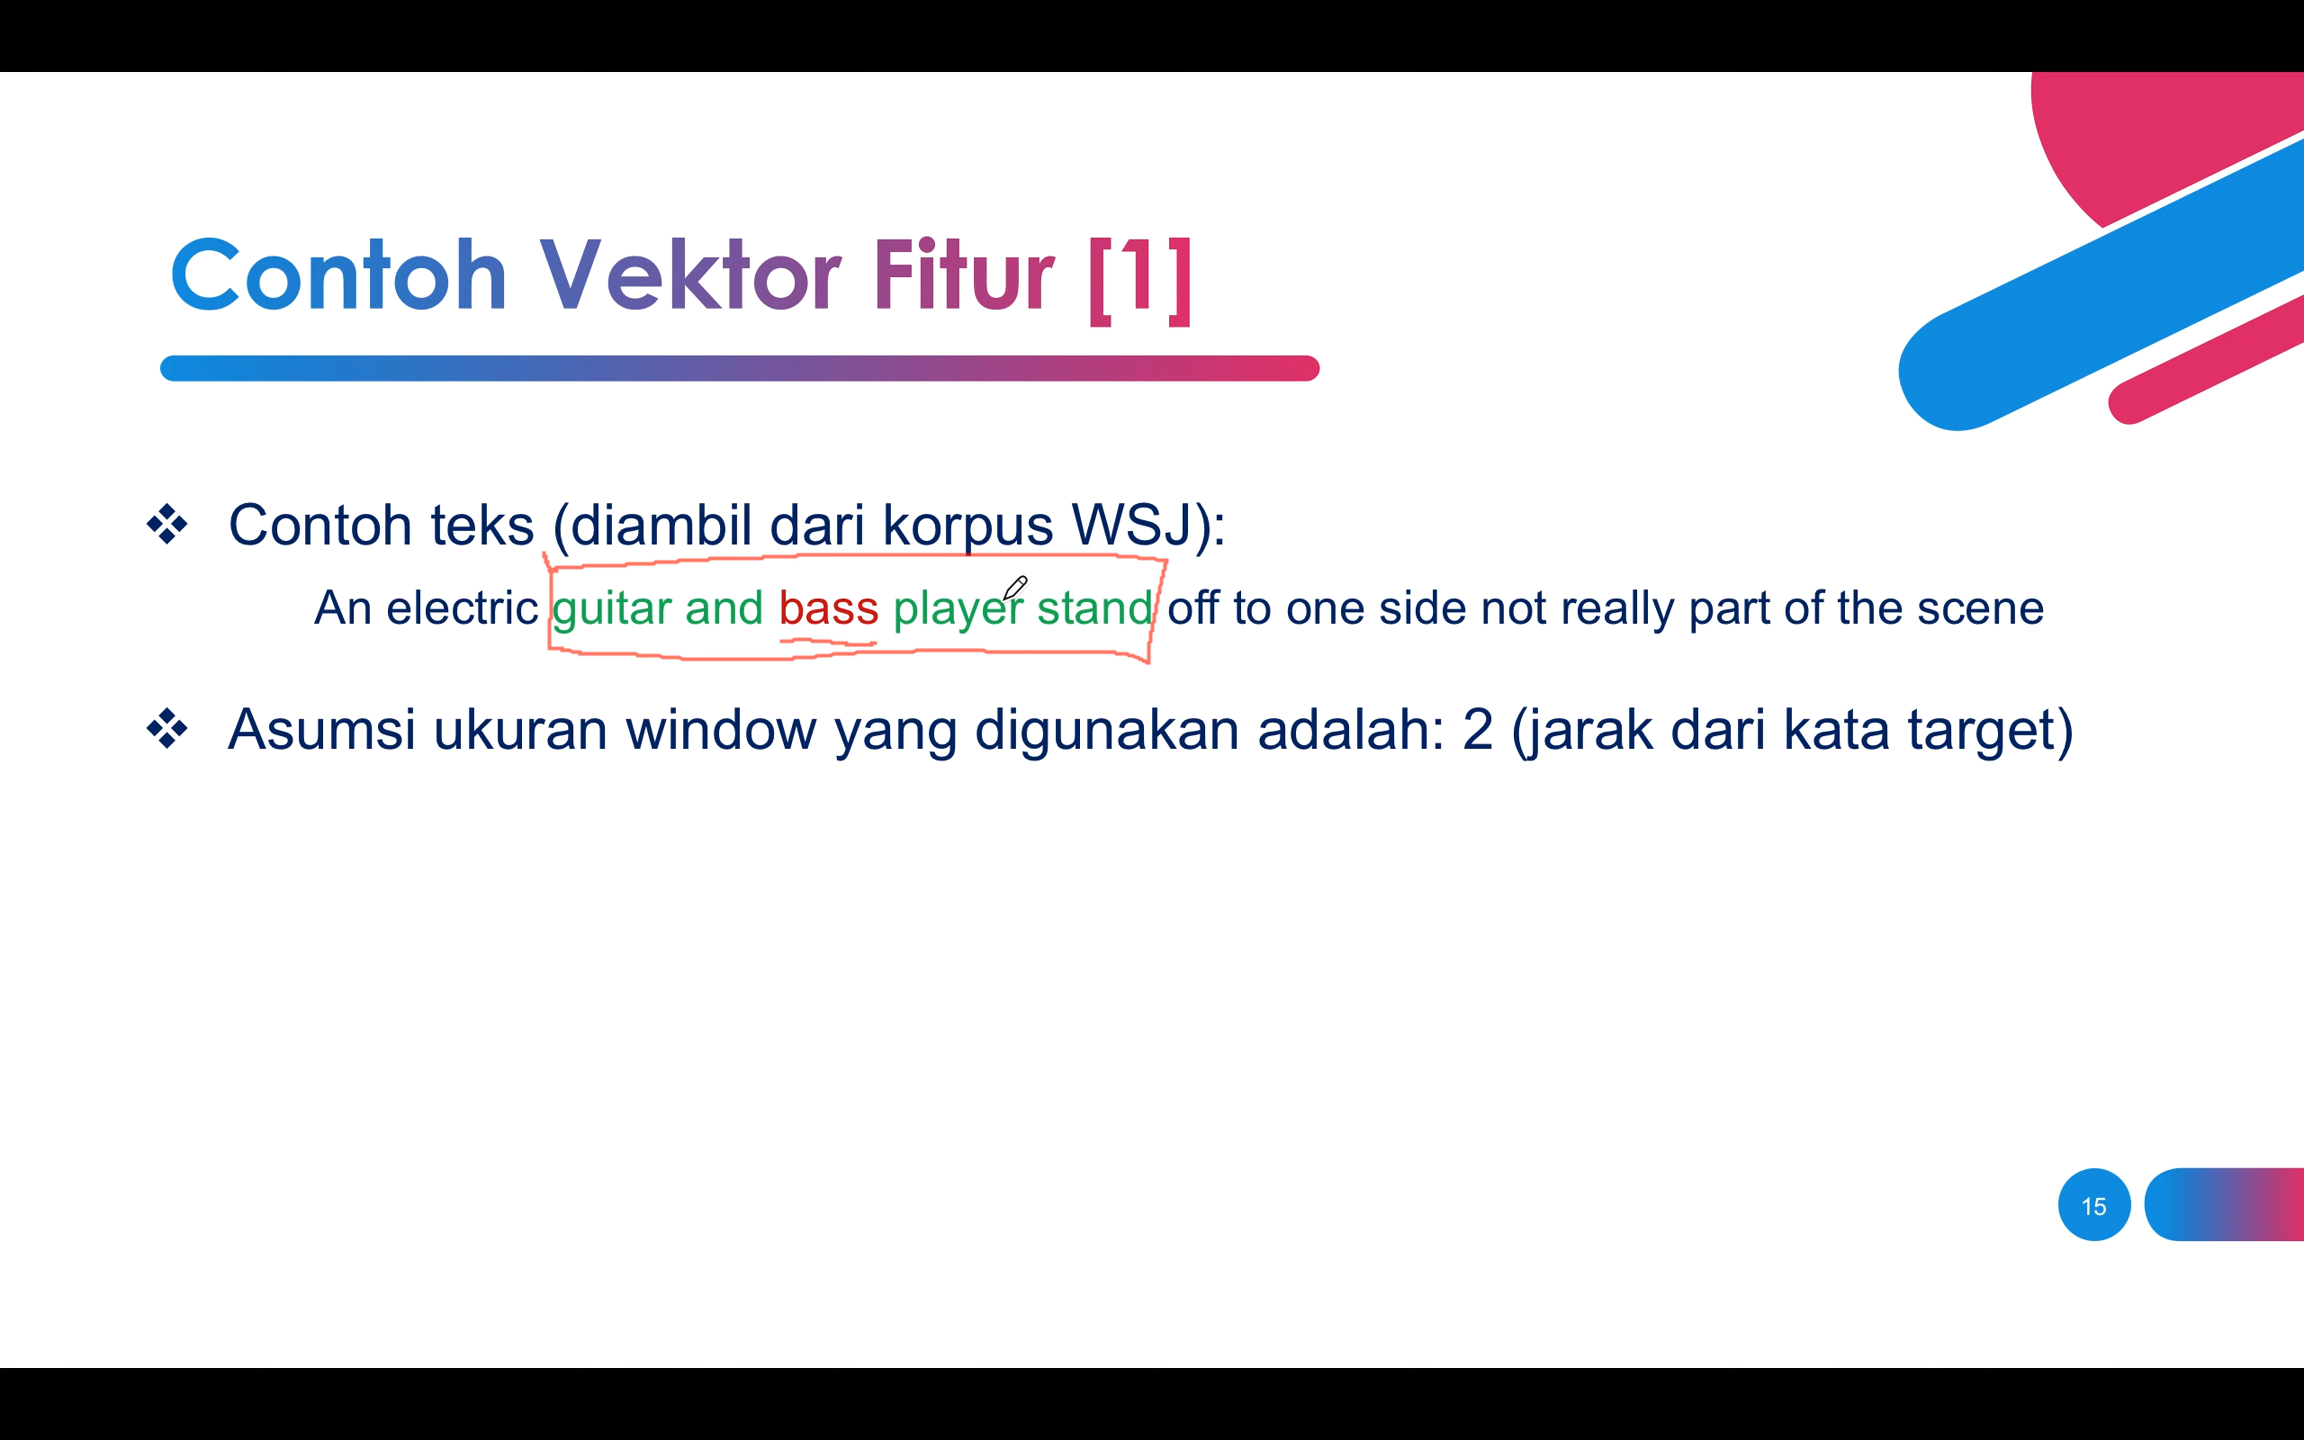 Contoh Vektor Fitur [1]
Contoh teks (diambil dari korpus WSJ):
An electric guitar and bass player stand off to one side not really part of the scene
Asumsi ukuran window yang digunakan adalah: 2 (jarak dari kata target)
15